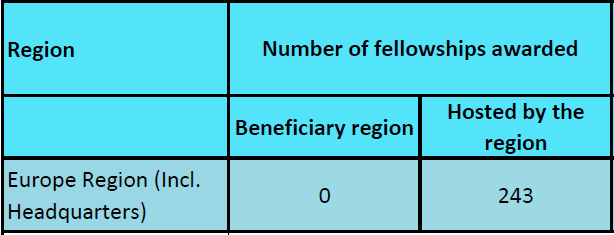 Region
Number of fellowships awarded
Beneficiary region
Hosted by the
region
Europe Region (Incl.
Headquarters)
0
243